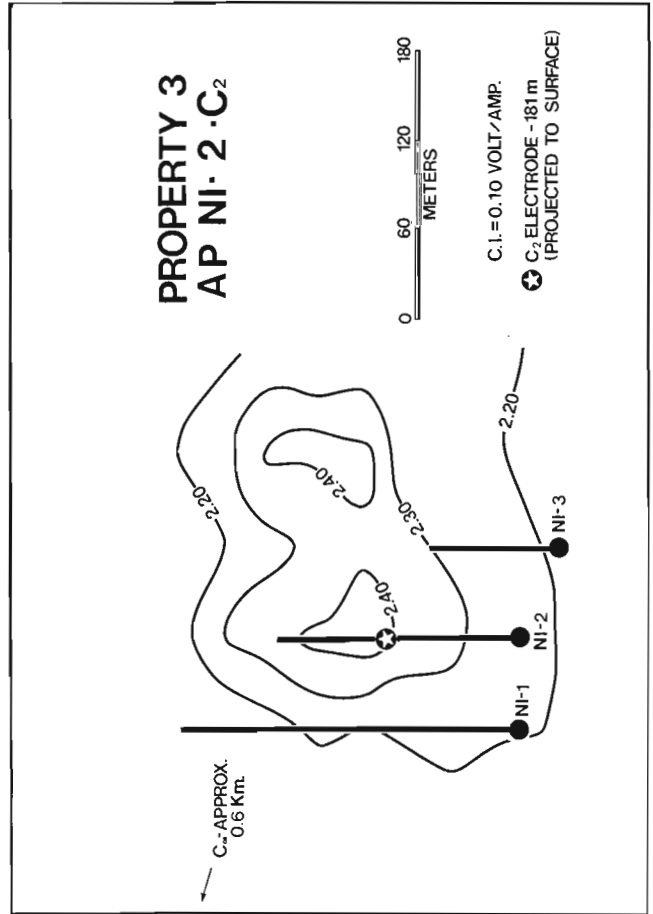 PROPERTY 3
AP NI-2 · C₂
0 60 120 180
METERS
C.I. = 0.10 VOLT/AMP.
C₂ ELECTRODE - 181 m
(PROJECTED TO SURFACE)
2.20
2.40
2.30
2.40
2.20
NI-3
NI-2
NI-1
C∞-APPROX.
0.6 Km.